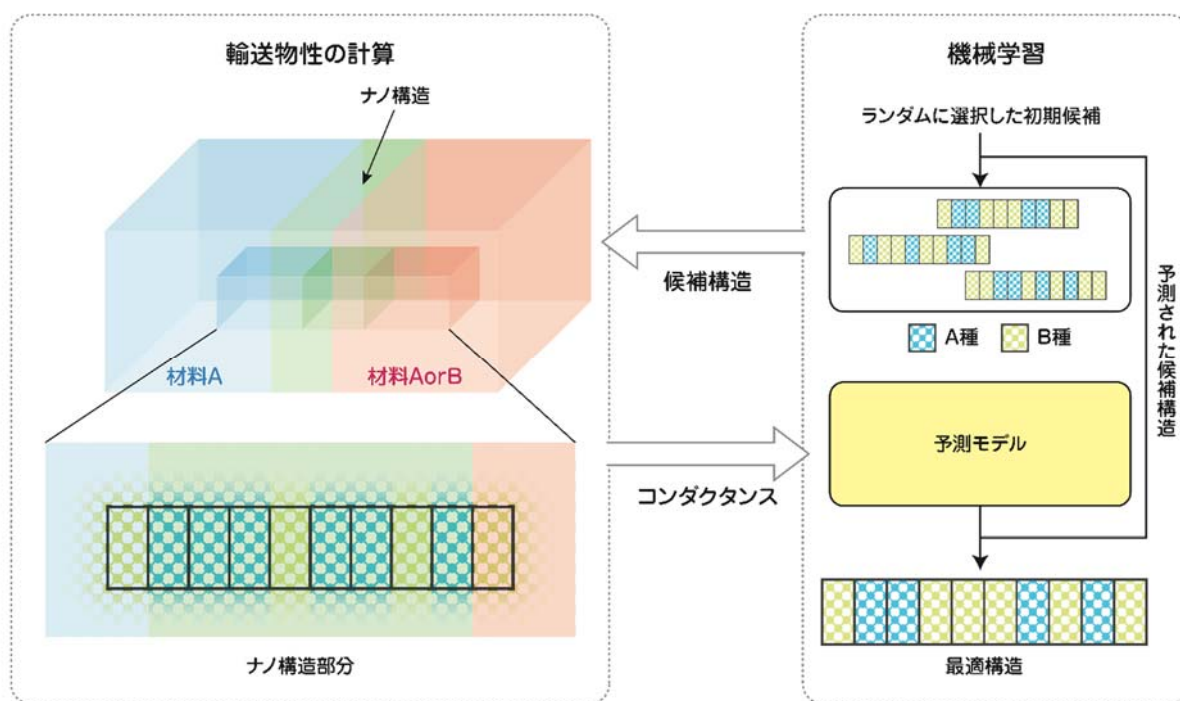 輸送物性の計算
ナノ構造
材料A
材料AorB
ナノ構造部分
候補構造
コンダクタンス
機械学習
ランダムに選択した初期候補
A種
B種
予測モデル
予測された候補構造
最適構造